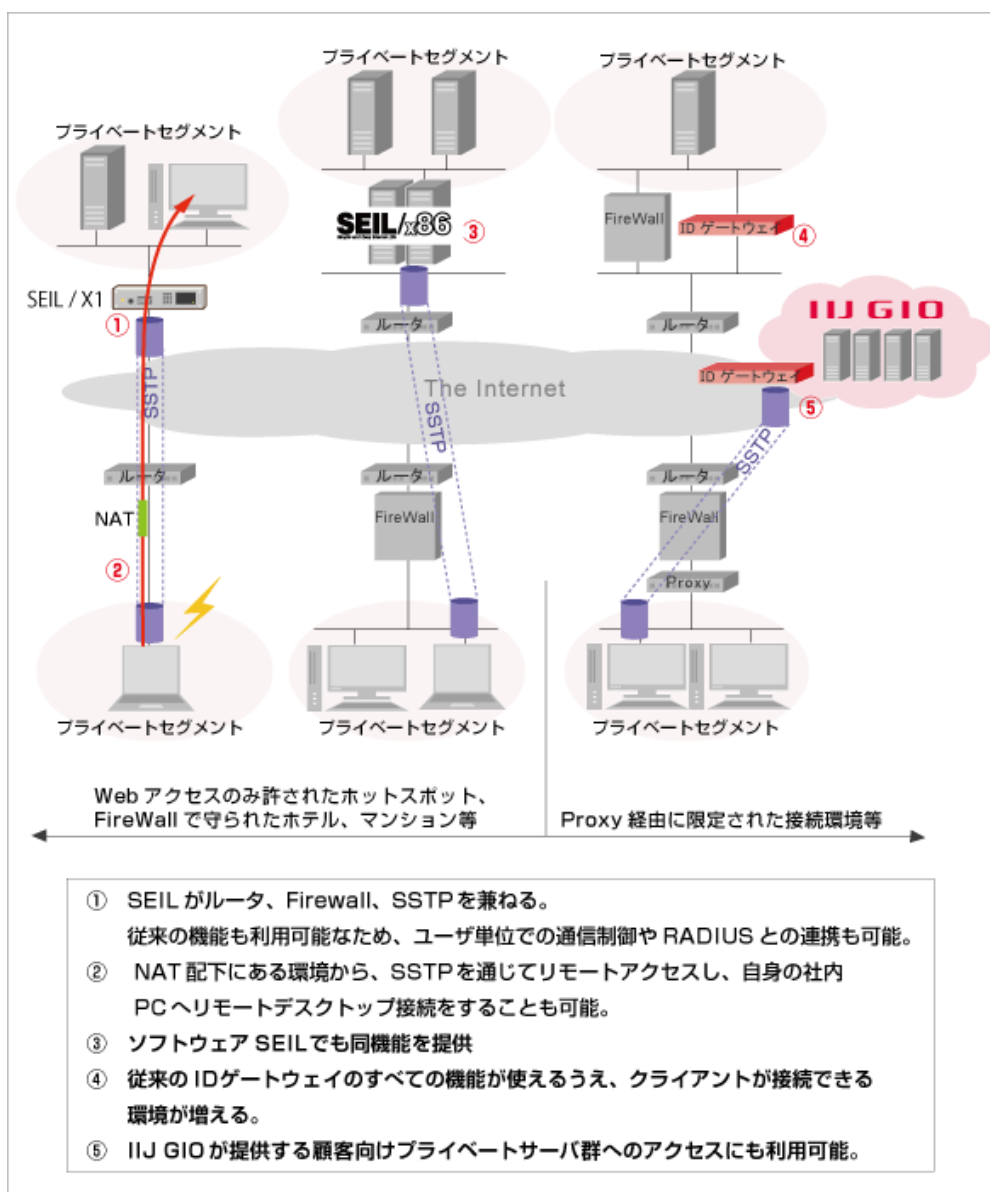 プライベートセグメント
プライベートセグメント
プライベートセグメント
SEIL/x86
③
FireWall
ID ゲートウェイ
④
SEIL / X1
①
IIJ GIO
ルータ
ルータ
ID ゲートウェイ
⑤
The Internet
SSTP
SSTP
SSTP
ルータ
ルータ
ルータ
NAT
FireWall
FireWall
②
Proxy
プライベートセグメント
プライベートセグメント
プライベートセグメント
Web アクセスのみ許されたホットスポット、
FireWall で守られたホテル、マンション等
Proxy 経由に限定された接続環境等
① SEIL がルータ、Firewall、SSTPを兼ねる。
従来の機能も利用可能なため、ユーザ単位での通信制御や RADIUS との連携も可能。
② NAT 配下にある環境から、SSTPを通じてリモートアクセスし、自身の社内
PC へリモートデスクトップ接続をすることも可能。
③ ソフトウェア SEILでも同機能を提供
④ 従来の IDゲートウェイのすべての機能が使えるうえ、クライアントが接続できる
環境が増える。
⑤ IIJ GIOが提供する顧客向けプライベートサーバ群へのアクセスにも利用可能。